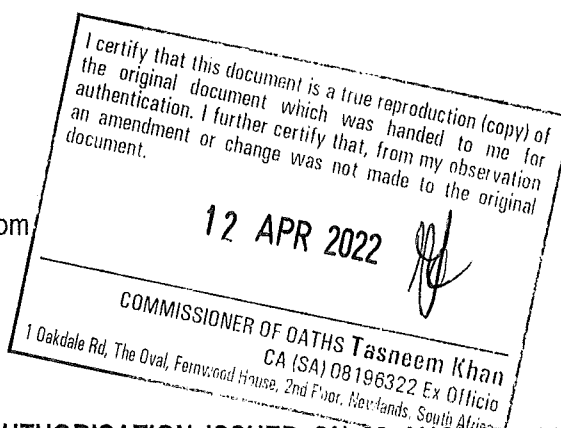 I certify that this document is a true reproduction (copy) of
the original document which was handed to me for
authentication. I further certify that, from my observation
an amendment or change was not made to the original
document.
om
12 APR 2022
COMMISSIONER OF OATHS Tasneem Khan
CA (SA) 08196322 Ex Officio
1 Oakdale Rd, The Oval, Fernwood House, 2nd Floor, Newlands, South Africa
AUTHORISATION ISSUED ON